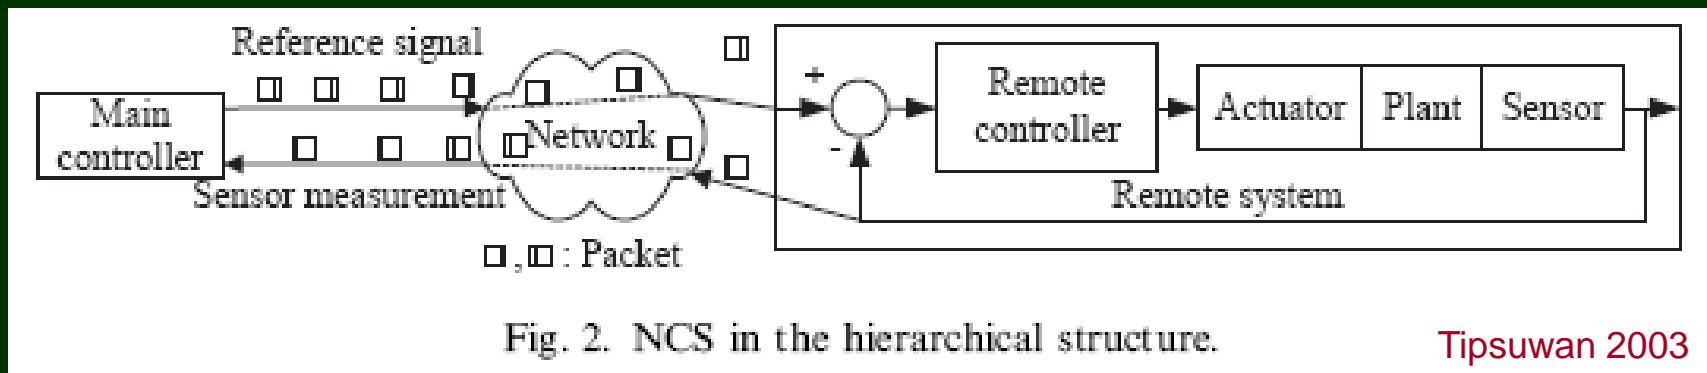 Reference signal
Main
controller
Network
Sensor measurement
+
-
Remote
controller
Actuator
Plant
Sensor
Remote system
, : Packet
Fig. 2. NCS in the hierarchical structure.
Tipsuwan 2003